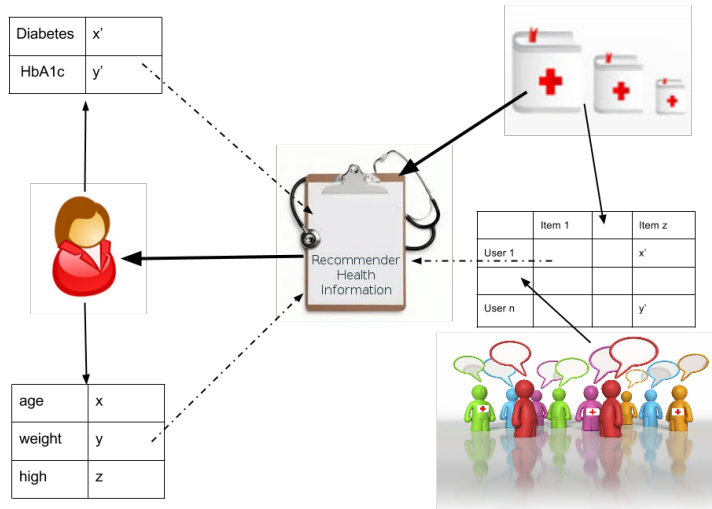 Diabetes x’
HbA1c y’
Item 1 Item z
User 1 x’
User n y’
Recommender
Health
Information
age x
weight y
high z